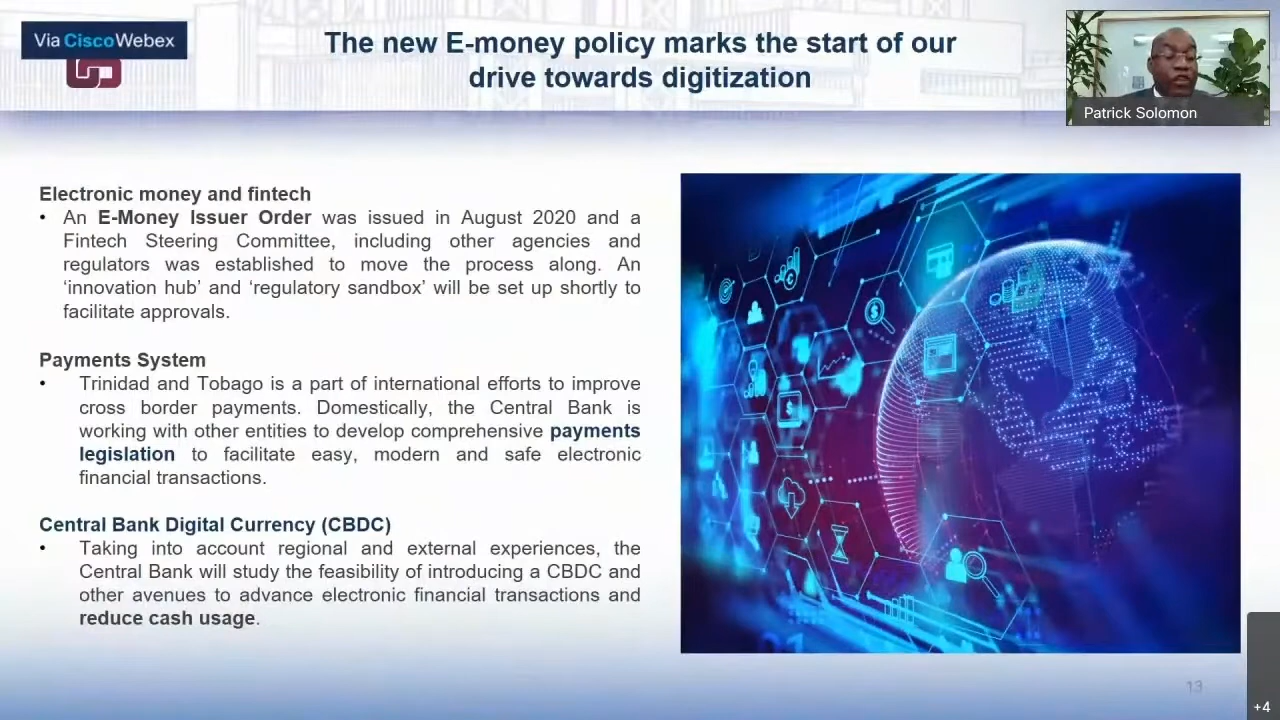 Via CiscoWebex
The new E-money policy marks the start of our
drive towards digitization
Patrick Solomon
Electronic money and fintech
• An E-Money Issuer Order was issued in August 2020 and a
Fintech Steering Committee, including other agencies and
regulators was established to move the process along. An
‘innovation hub’ and ‘regulatory sandbox’ will be set up shortly to
facilitate approvals.
Payments System
• Trinidad and Tobago is a part of international efforts to improve
cross border payments. Domestically, the Central Bank is
working with other entities to develop comprehensive payments
legislation to facilitate easy, modern and safe electronic
financial transactions.
Central Bank Digital Currency (CBDC)
• Taking into account regional and external experiences, the
Central Bank will study the feasibility of introducing a CBDC and
other avenues to advance electronic financial transactions and
reduce cash usage.
13
+4